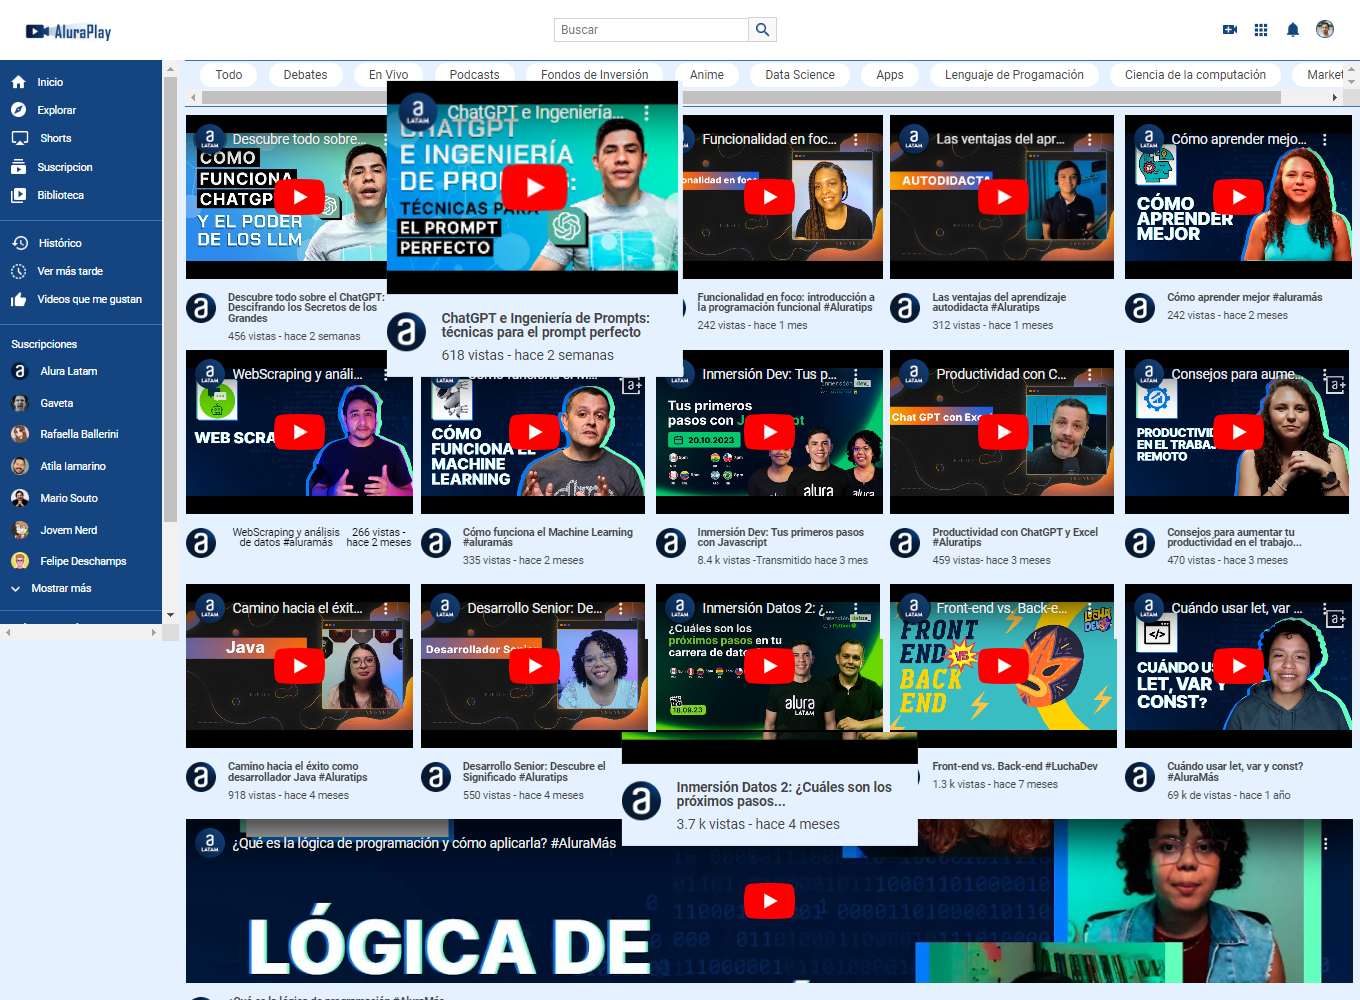 AluraPlay
Buscar
Inicio
Explorar
Shorts
Suscripcion
Biblioteca
Histórico
Ver más tarde
Videos que me gustan
Suscripciones
Alura Latam
Gaveta
Rafaella Ballerini
Atila Iamarino
Mario Souto
Jovem Nerd
Felipe Deschamps
Mostrar más
Todo
Debates
En Vivo
Podcasts
Fondos de Inversión
Anime
Data Science
Apps
Lenguaje de Progamación
Ciencia de la computación
Market
Descubre todo sobre...
CÓMO
FUNCIONA
CHATGP
Y EL PODER
DE LOS LLM
Descubre todo sobre el ChatGPT:
Descifrando los Secretos de los
Grandes
456 vistas - hace 2 semanas
ChatGPT e Ingeniería...
CHATGPT
E INGENIERÍA
DE PROM S:
TÉCNICAS PARA
EL PROMPT
PERFECTO
ChatGPT e Ingeniería de Prompts:
técnicas para el prompt perfecto
618 vistas - hace 2 semanas
Funcionalidad en foc...
onalidad en foco
Funcionalidad en foco: introducción a
la programación funcional #Aluratips
242 vistas - hace 1 mes
Las ventajas del apr...
AUTODIDACTA
Las ventajas del aprendizaje
autodidacta #Aluratips
312 vistas - hace 1 meses
Cómo aprender mejo...
CÓMO
APRENDER
MEJOR
Cómo aprender mejor #aluramás
242 vistas - hace 2 meses
WebScraping y análi...
WEB SCRA
WebScraping y análisis
de datos #aluramás
266 vistas -
hace 2 meses
Cómo funciona el M...
CÓMO
FUNCIONA EL
MACHINE
LEARNING
Cómo funciona el Machine Learning
#aluramás
335 vistas - hace 2 meses
Inmersión Dev: Tus p...
inmersión dev_
Tus primeros
pasos con Ja ot
20.10.2023
alura
Inmersión Dev: Tus primeros pasos
con Javascript
8.4 k vistas -Transmitido hace 3 mes
Productividad con C...
Chat GPT con Exce
Productividad con ChatGPT y Excel
#Aluratips
459 vistas- hace 3 meses
Consejos para aume...
PRODUCTIVID
EN EL TRABAJ
REMOTO
Consejos para aumentar tu
productividad en el trabajo...
470 vistas - hace 3 meses
Camino hacia el éxit...
Java
Camino hacia el éxito como
desarrollador Java #Aluratips
918 vistas - hace 4 meses
Desarrollo Senior: De...
Desarrollador Senior
Desarrollo Senior: Descubre el
Significado #Aluratips
550 vistas - hace 4 meses
Inmersión Datos 2: ¿...
inmersión datos_
con Python
¿Cuáles son los
próximos pasos en tu
carrera de dato
18.09.23
alura
LATAM
Inmersión Datos 2: ¿Cuáles son los
próximos pasos...
3.7 k vistas - hace 4 meses
Front-end vs. Back-e...
FRONT
END
VS
BACK
END
Front-end vs. Back-end #LuchaDev
1.3 k vistas - hace 7 meses
Cuándo usar let, var ...
CUÁNDO US
LET, VAR Y
CONST?
Cuándo usar let, var y const?
#AluraMás
69 k de vistas - hace 1 año
¿Qué es la lógica de programación y cómo aplicarla? #AluraMás
LÓGICA DE